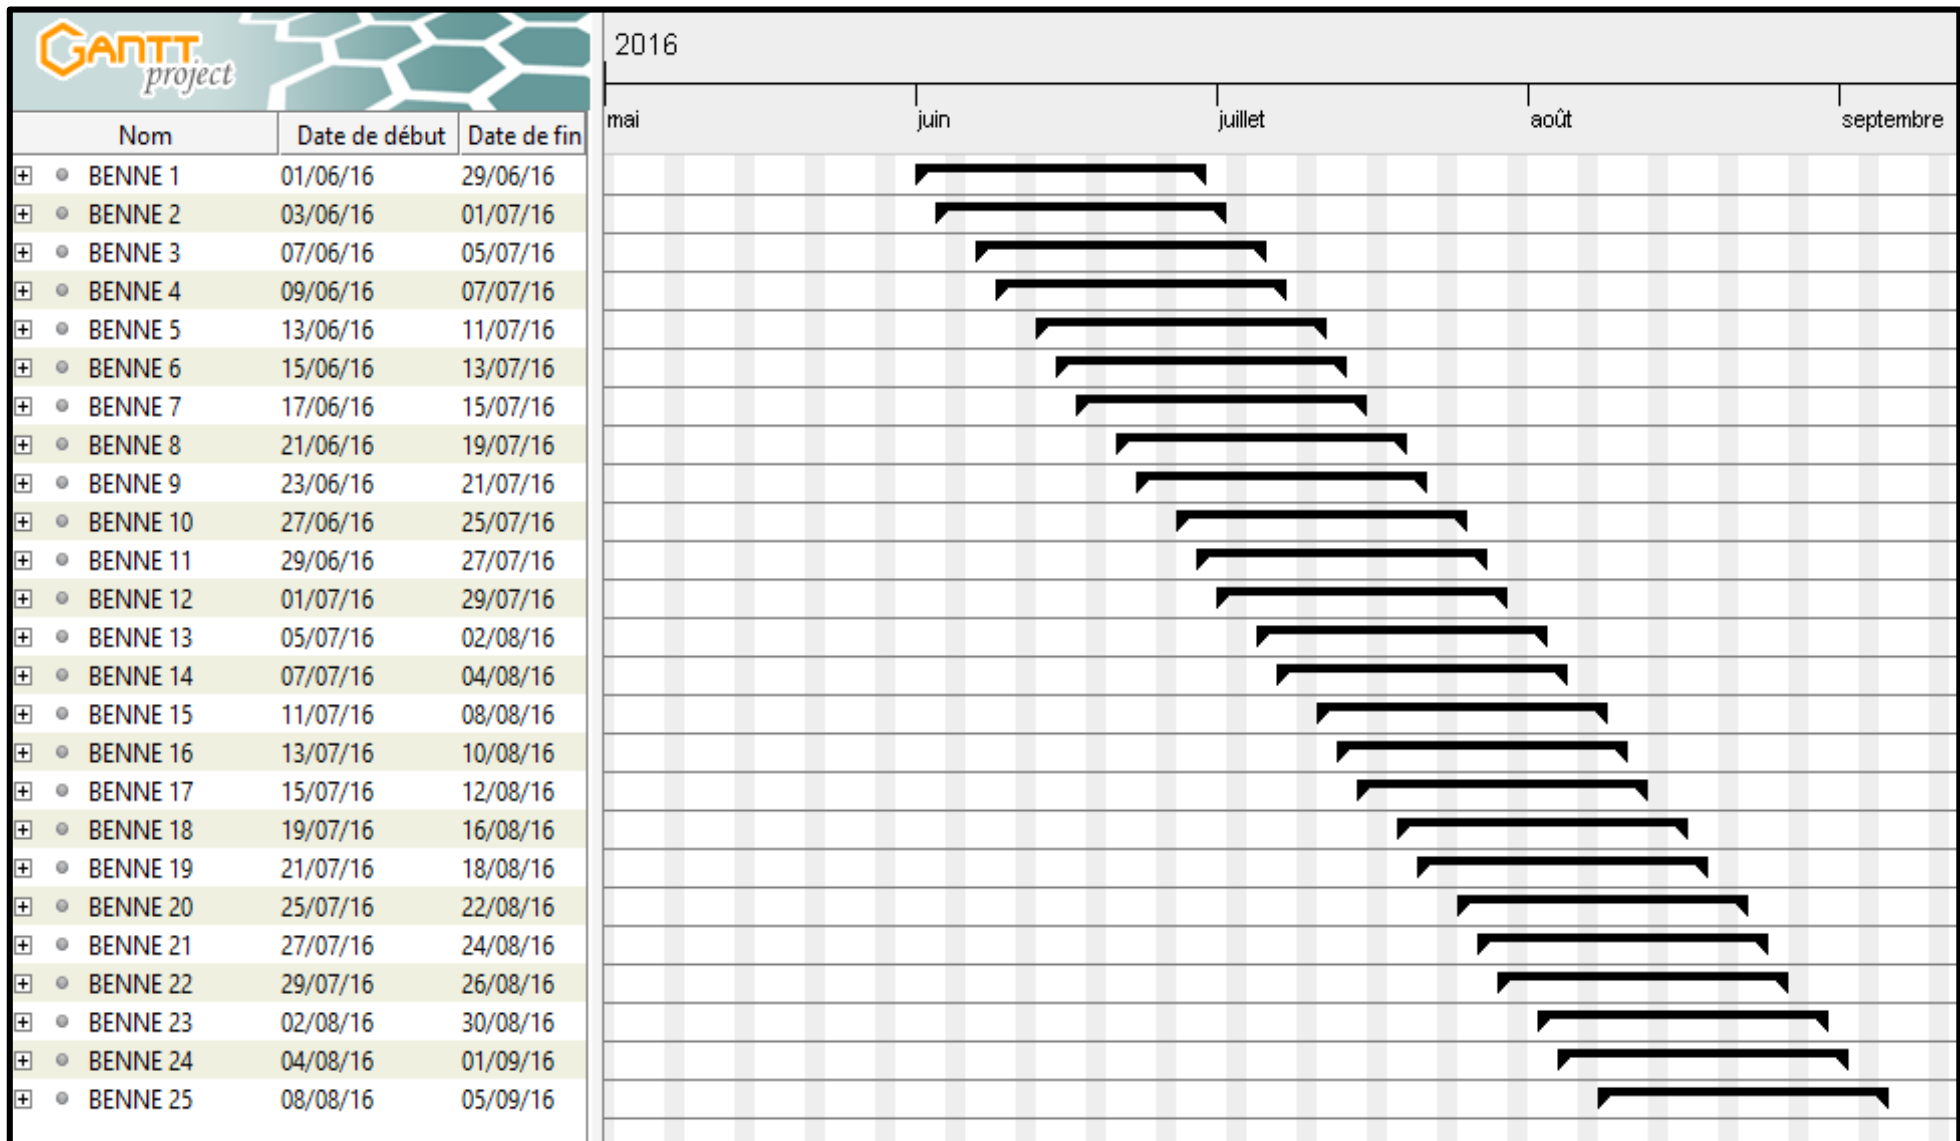 GANTT
project
2016
mai juin juillet août septembre
Nom Date de début Date de fin
BENNE 1 01/06/16 29/06/16
BENNE 2 03/06/16 01/07/16
BENNE 3 07/06/16 05/07/16
BENNE 4 09/06/16 07/07/16
BENNE 5 13/06/16 11/07/16
BENNE 6 15/06/16 13/07/16
BENNE 7 17/06/16 15/07/16
BENNE 8 21/06/16 19/07/16
BENNE 9 23/06/16 21/07/16
BENNE 10 27/06/16 25/07/16
BENNE 11 29/06/16 27/07/16
BENNE 12 01/07/16 29/07/16
BENNE 13 05/07/16 02/08/16
BENNE 14 07/07/16 04/08/16
BENNE 15 11/07/16 08/08/16
BENNE 16 13/07/16 10/08/16
BENNE 17 15/07/16 12/08/16
BENNE 18 19/07/16 16/08/16
BENNE 19 21/07/16 18/08/16
BENNE 20 25/07/16 22/08/16
BENNE 21 27/07/16 24/08/16
BENNE 22 29/07/16 26/08/16
BENNE 23 02/08/16 30/08/16
BENNE 24 04/08/16 01/09/16
BENNE 25 08/08/16 05/09/16